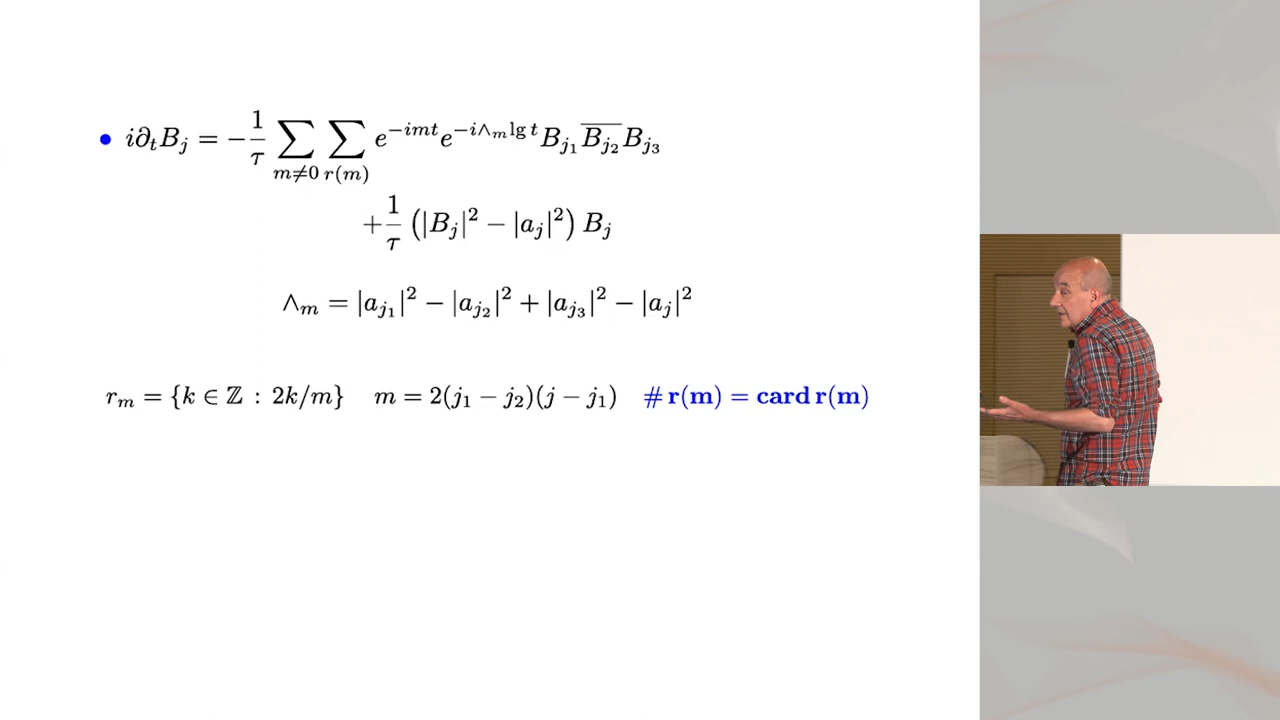 • i∂_t B_j = −1/τ ∑_{m≠0} ∑_{r(m)} e^{−imt} e^{−i∧_m lg t} B_{j_1} \overline{B_{j_2}} B_{j_3}
+1/τ (|B_j|² − |a_j|²) B_j
∧_m = |a_{j_1}|² − |a_{j_2}|² + |a_{j_3}|² − |a_j|²
r_m = {k ∈ ℤ : 2k/m} m = 2(j_1 − j_2)(j − j_1) # r(m) = card r(m)